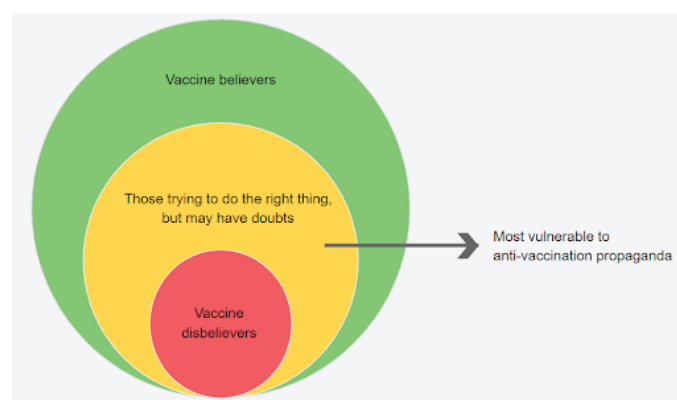 Vaccine believers
Those trying to do the right thing,
but may have doubts
Most vulnerable to
anti-vaccination propaganda
Vaccine
disbelievers